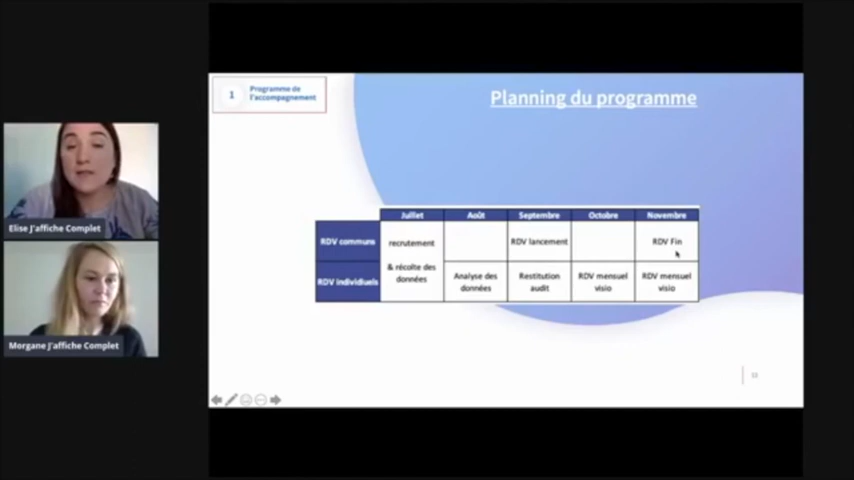 1
Programme de
l'accompagnement
Planning du programme
Juillet Août Septembre Octobre Novembre
RDV communs recrutement RDV lancement RDV Fin
RDV individiuels & récolte des données Analyse des données Restitution audit RDV mensuel visio RDV mensuel visio
Elise J'affiche Complet
Morgane J'affiche Complet